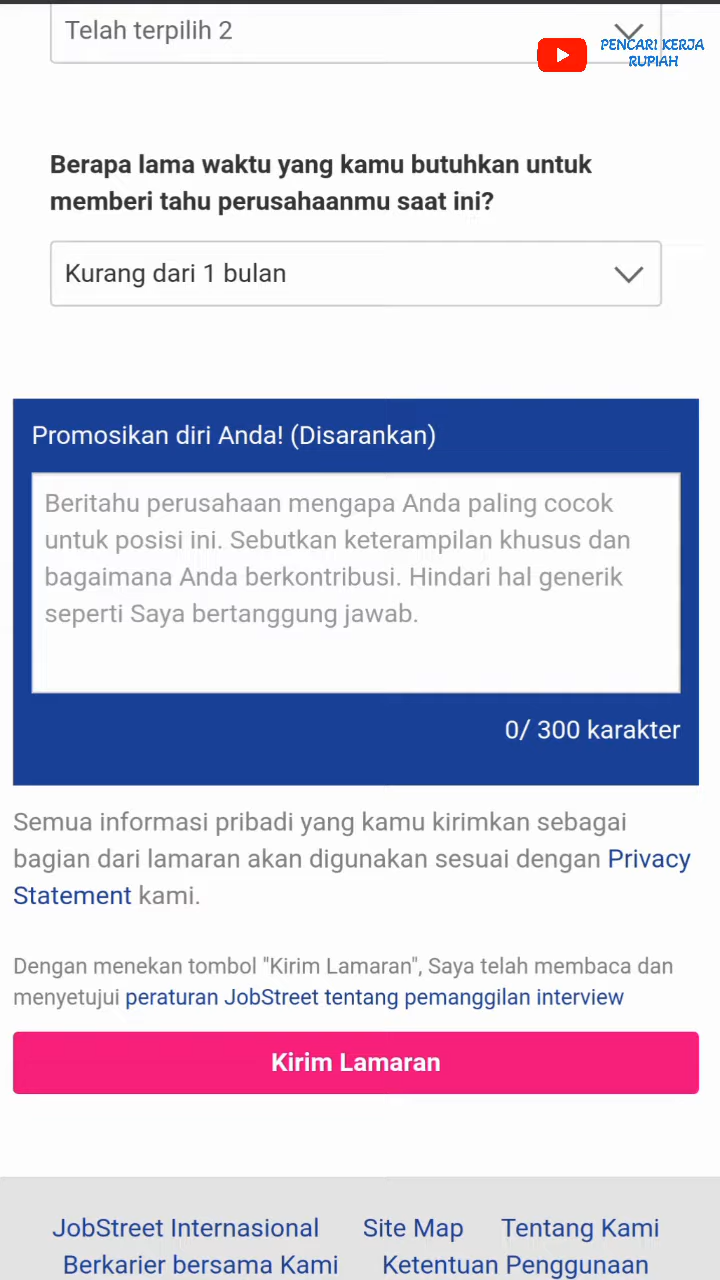 Telah terpilih 2
PENCARI KERJA
RUPIAH
Berapa lama waktu yang kamu butuhkan untuk
memberi tahu perusahaanmu saat ini?
Kurang dari 1 bulan
Promosikan diri Anda! (Disarankan)
Beritahu perusahaan mengapa Anda paling cocok
untuk posisi ini. Sebutkan keterampilan khusus dan
bagaimana Anda berkontribusi. Hindari hal generik
seperti Saya bertanggung jawab.
0/ 300 karakter
Semua informasi pribadi yang kamu kirimkan sebagai
bagian dari lamaran akan digunakan sesuai dengan Privacy
Statement kami.
Dengan menekan tombol "Kirim Lamaran", Saya telah membaca dan
menyetujui peraturan JobStreet tentang pemanggilan interview
Kirim Lamaran
JobStreet Internasional Site Map Tentang Kami
Berkarier bersama Kami Ketentuan Penggunaan